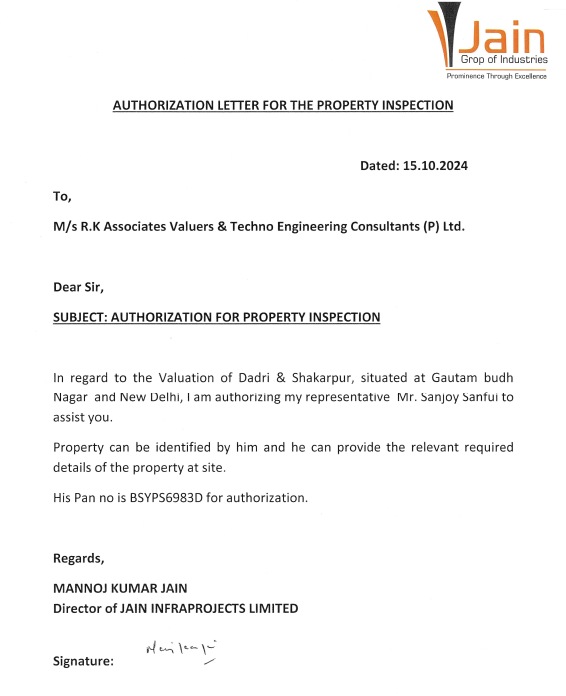 Jain
Grop of Industries
Prominence Through Excellence
AUTHORIZATION LETTER FOR THE PROPERTY INSPECTION
Dated: 15.10.2024
To,
M/s R.K Associates Valuers & Techno Engineering Consultants (P) Ltd.
Dear Sir,
SUBJECT: AUTHORIZATION FOR PROPERTY INSPECTION
In regard to the Valuation of Dadri & Shakarpur, situated at Gautam budh
Nagar and New Delhi, I am authorizing my representative Mr. Sanjoy Sanfui to
assist you.
Property can be identified by him and he can provide the relevant required
details of the property at site.
His Pan no is BSYPS6983D for authorization.
Regards,
MANNOJ KUMAR JAIN
Director of JAIN INFRAPROJECTS LIMITED
Signature: